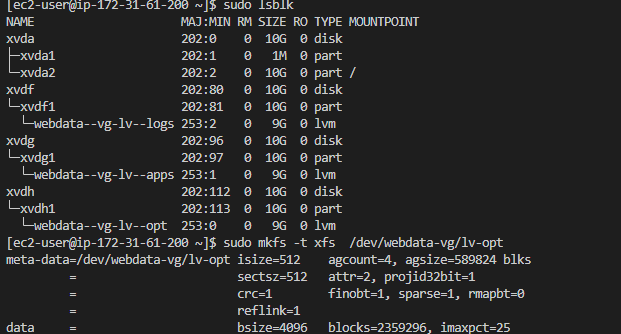 [ec2-user@ip-172-31-61-200 ~]$ sudo lsblk
NAME                    MAJ:MIN RM SIZE RO TYPE MOUNTPOINT
xvda                    202:0    0  10G  0 disk
├─xvda1                 202:1    0   1M  0 part
└─xvda2                 202:2    0  10G  0 part /
xvdf                    202:80   0  10G  0 disk
└─xvdf1                 202:81   0  10G  0 part
  └─webdata--vg-lv--logs 253:2    0   9G  0 lvm
xvdg                    202:96   0  10G  0 disk
└─xvdg1                 202:97   0  10G  0 part
  └─webdata--vg-lv--apps 253:1    0   9G  0 lvm
xvdh                    202:112  0  10G  0 disk
└─xvdh1                 202:113  0  10G  0 part
  └─webdata--vg-lv--opt  253:0    0   9G  0 lvm
[ec2-user@ip-172-31-61-200 ~]$ sudo mkfs -t xfs  /dev/webdata-vg/lv-opt
meta-data=/dev/webdata-vg/lv-opt isize=512    agcount=4, agsize=589824 blks
         =                       sectsz=512   attr=2, projid32bit=1
         =                       crc=1        finobt=1, sparse=1, rmapbt=0
         =                       reflink=1
data     =                       bsize=4096   blocks=2359296, imaxpct=25